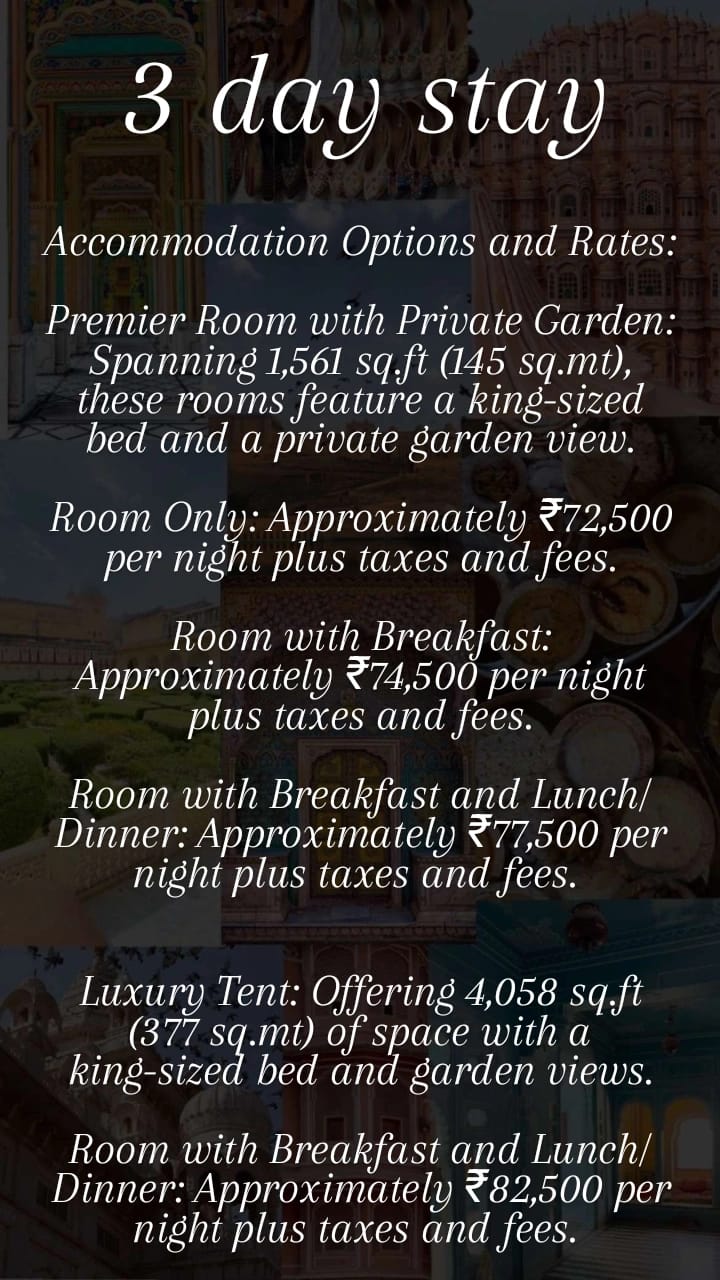 3 day stay
Accommodation Options and Rates:
Premier Room with Private Garden:
Spanning 1,561 sq.ft (145 sq.mt),
these rooms feature a king-sized
bed and a private garden view.
Room Only: Approximately ₹72,500
per night plus taxes and fees.
Room with Breakfast:
Approximately ₹74,500 per night
plus taxes and fees.
Room with Breakfast and Lunch/
Dinner: Approximately ₹77,500 per
night plus taxes and fees.
Luxury Tent: Offering 4,058 sq.ft
(377 sq.mt) of space with a
king-sized bed and garden views.
Room with Breakfast and Lunch/
Dinner: Approximately ₹82,500 per
night plus taxes and fees.